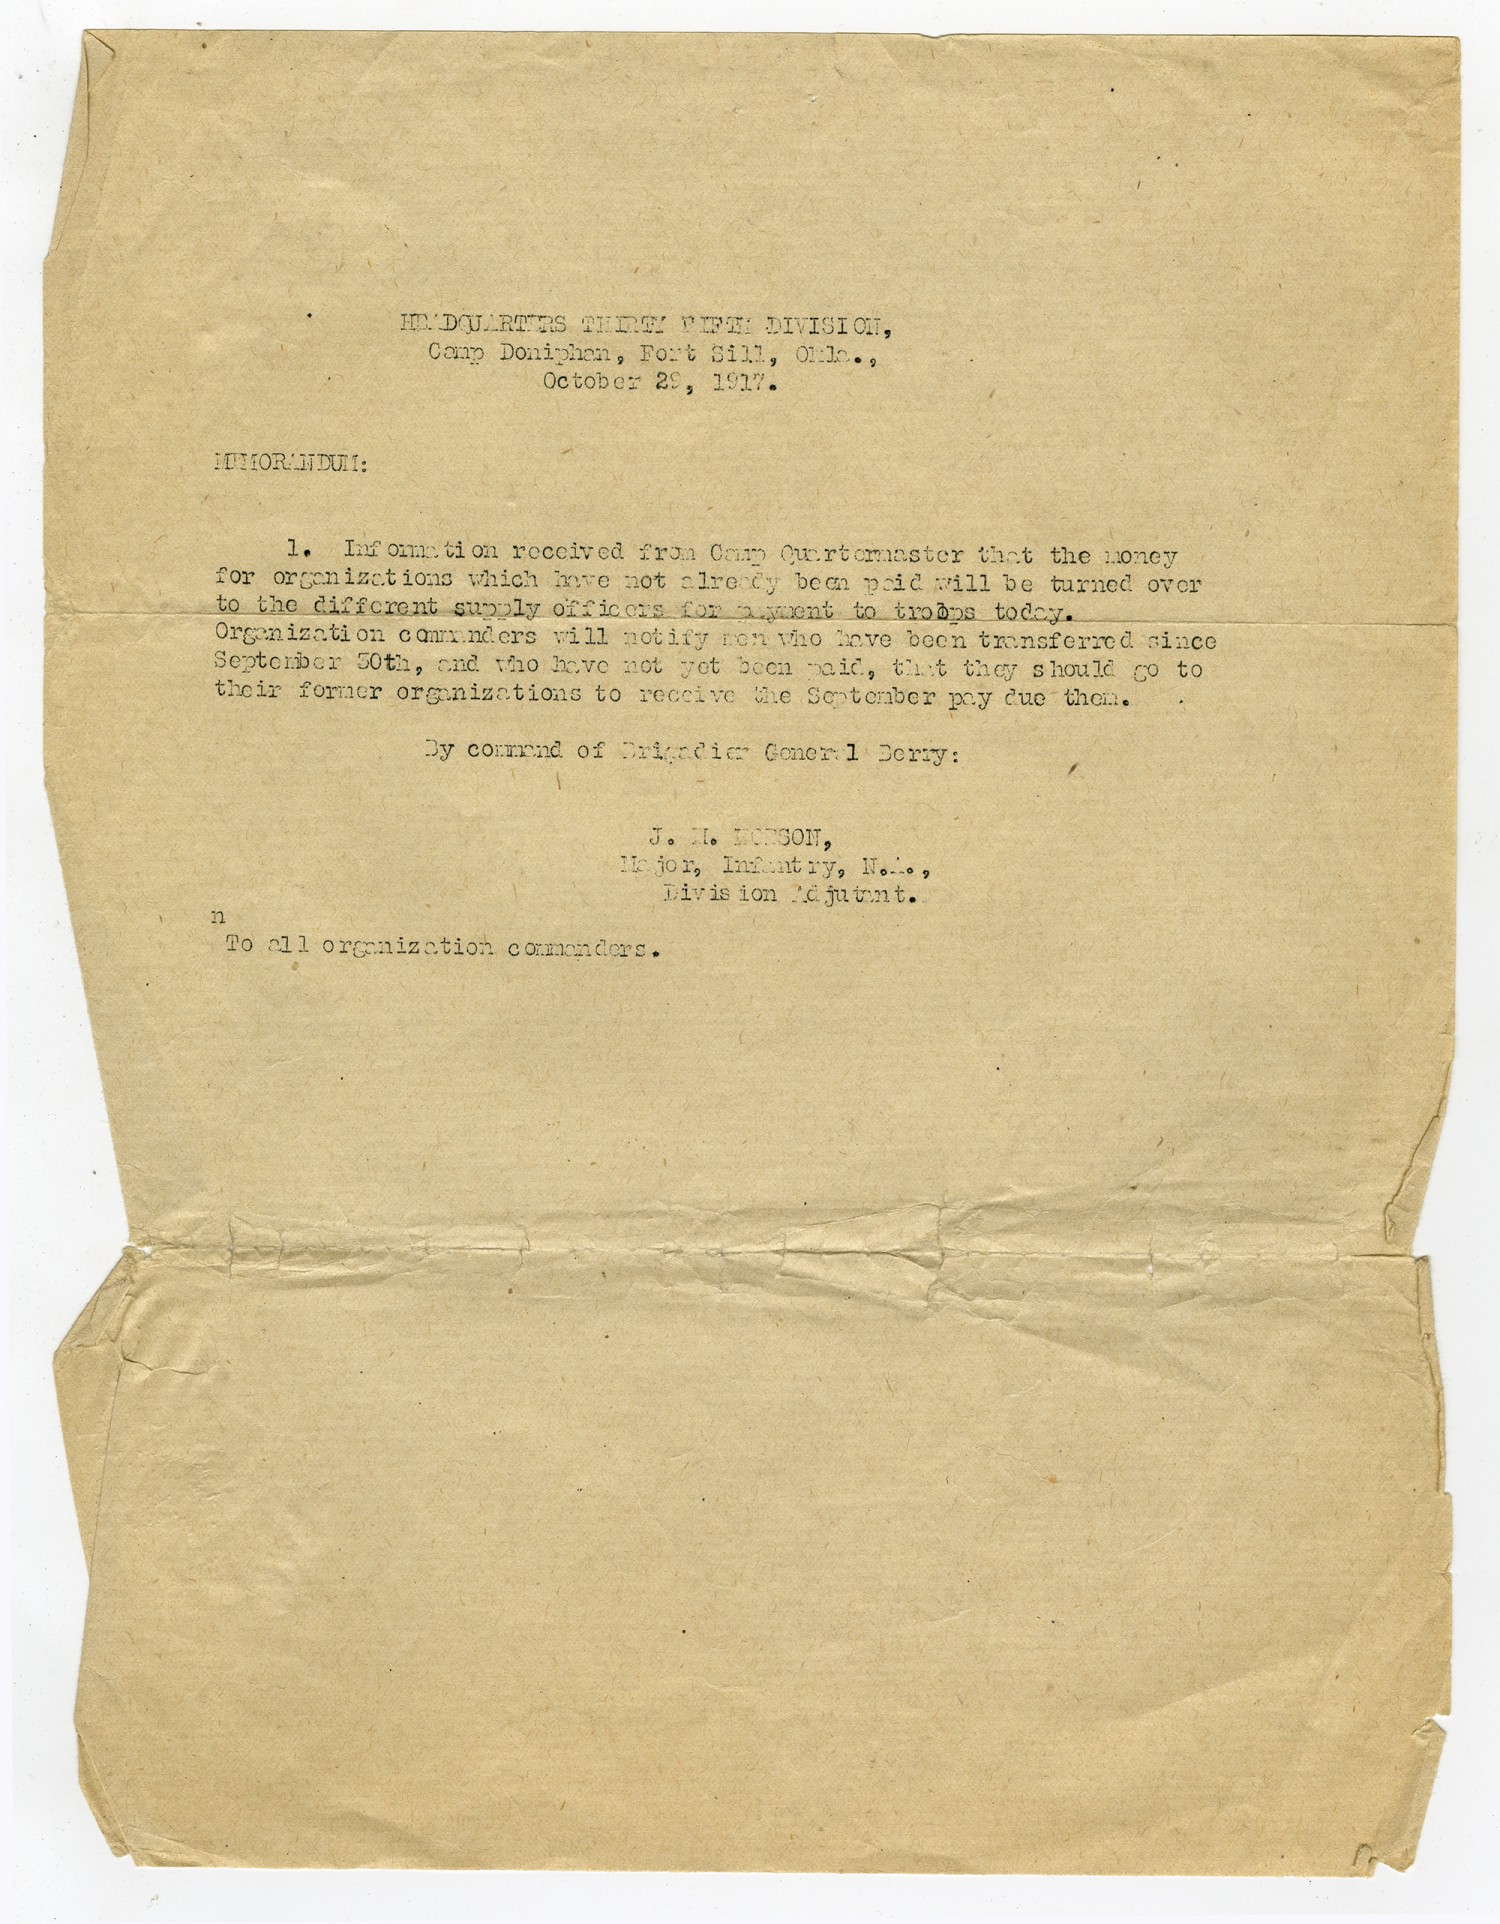 HEADQUARTERS THIRTY FIFTH DIVISION,
Camp Doniphan, Fort Sill, Okla.,
October 29, 1917.
MEMORANDUM:
1. Information received from Camp Quartermaster that the money
for organizations which have not already been paid will be turned over
to the different supply officers for payment to troops today.
Organization commanders will notify men who have been transferred since
September 30th, and who have not yet been paid, that they should go to
their former organizations to receive the September pay due them.
By command of Brigadier General Berry:
J. H.
Major, Infantry, N.A.,
Division Adjutant.
n
To all organization commanders.